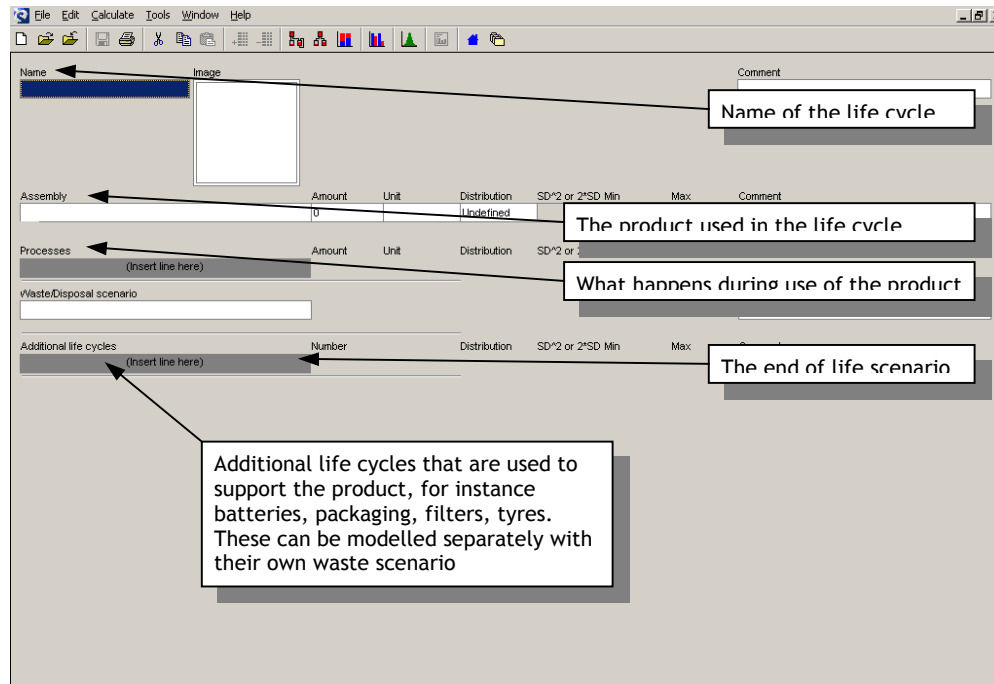 File Edit Calculate Tools Window Help
Name Image Comment
Name of the life cycle
Assembly Amount Unit Distribution SD^2 or 2*SD Min Max Comment
0 Undefined
The product used in the life cycle
Processes Amount Unit Distribution SD^2 or
(Insert line here)
What happens during use of the product
Waste/Disposal scenario
Additional life cycles Number Distribution SD^2 or 2*SD Min Max
(Insert line here)
The end of life scenario
Additional life cycles that are used to
support the product, for instance
batteries, packaging, filters, tyres.
These can be modelled separately with
their own waste scenario